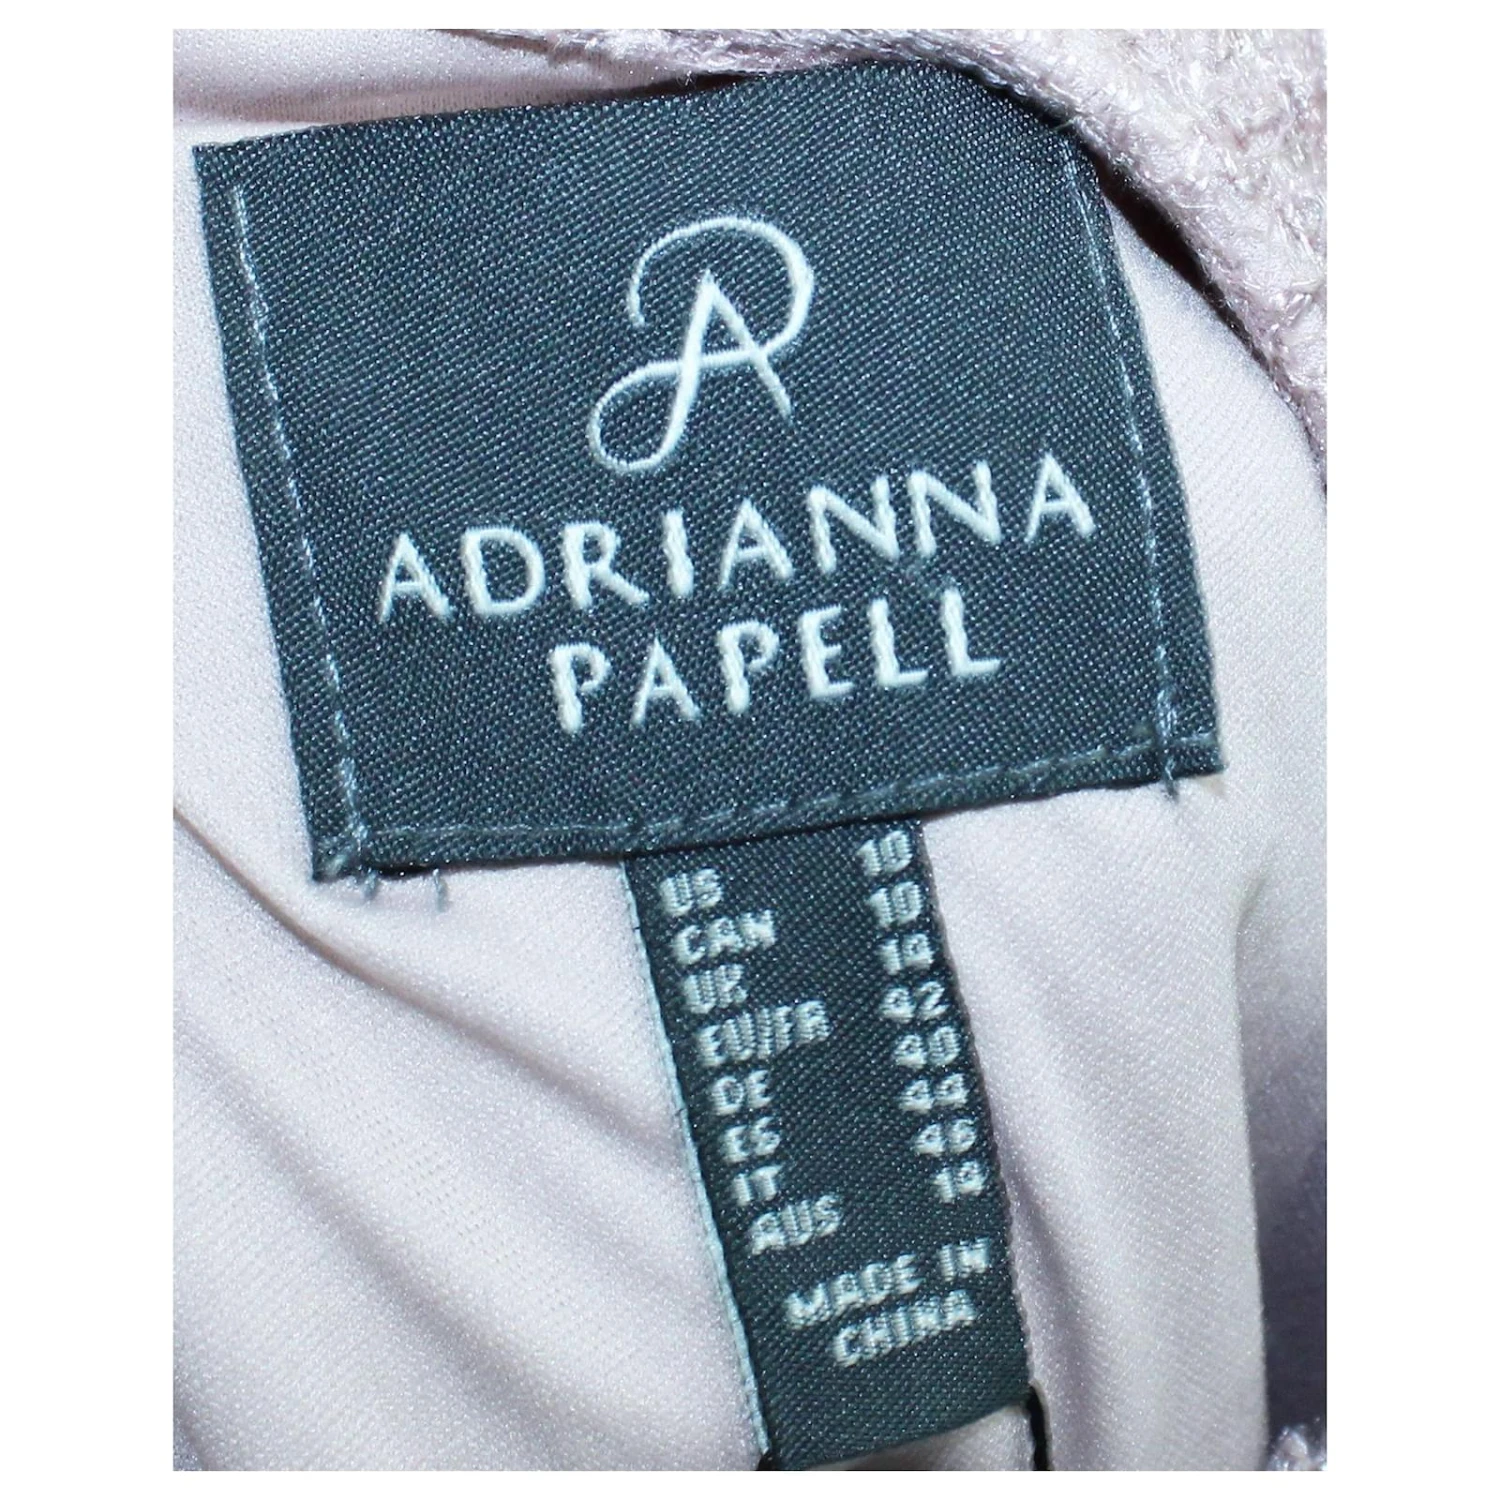 ADRIANNA
PAPELL
US 10
CAN 10
UK 14
EU/FR 42
DE 40
ES 44
IT 46
AUS 14
MADE IN
CHINA